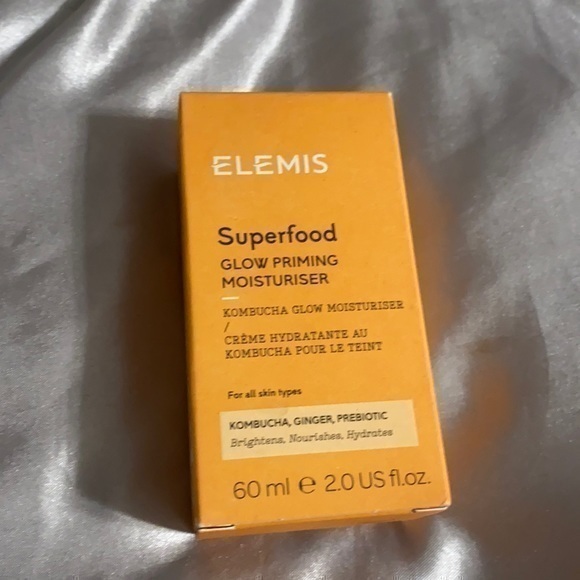 ELEMIS
Superfood
GLOW PRIMING
MOISTURISER
KOMBUCHA GLOW MOISTURISER
/
CRÈME HYDRATANTE AU
KOMBUCHA POUR LE TEINT
For all skin types
KOMBUCHA, GINGER, PREBIOTIC
Brightens, Nourishes, Hydrates
60 ml ℮ 2.0 US fl.oz.